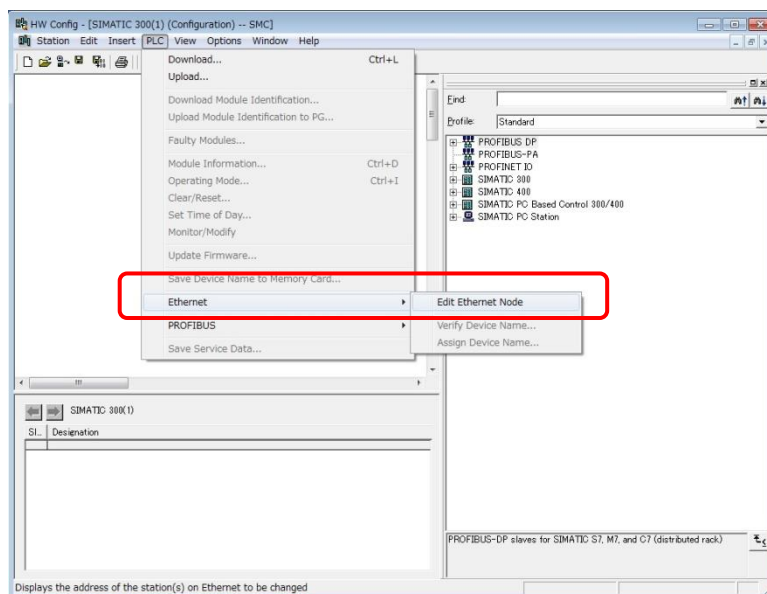 HW Config - [SIMATIC 300(1) (Configuration) -- SMC]
Station Edit Insert PLC View Options Window Help
Download... Ctrl+L
Upload...
Download Module Identification...
Upload Module Identification to PG...
Faulty Modules...
Module Information... Ctrl+D
Operating Mode... Ctrl+I
Clear/Reset...
Set Time of Day...
Monitor/Modify
Update Firmware...
Save Device Name to Memory Card...
Ethernet
PROFIBUS
Save Service Data...
Edit Ethernet Node
Verify Device Name...
Assign Device Name...
Find:
Profile: Standard
PROFIBUS DP
PROFIBUS-PA
PROFINET IO
SIMATIC 300
SIMATIC 400
SIMATIC PC Based Control 300/400
SIMATIC PC Station
SIMATIC 300(1)
Sl... Designation
PROFIBUS-DP slaves for SIMATIC S7, M7, and C7 (distributed rack)
Displays the address of the station(s) on Ethernet to be changed